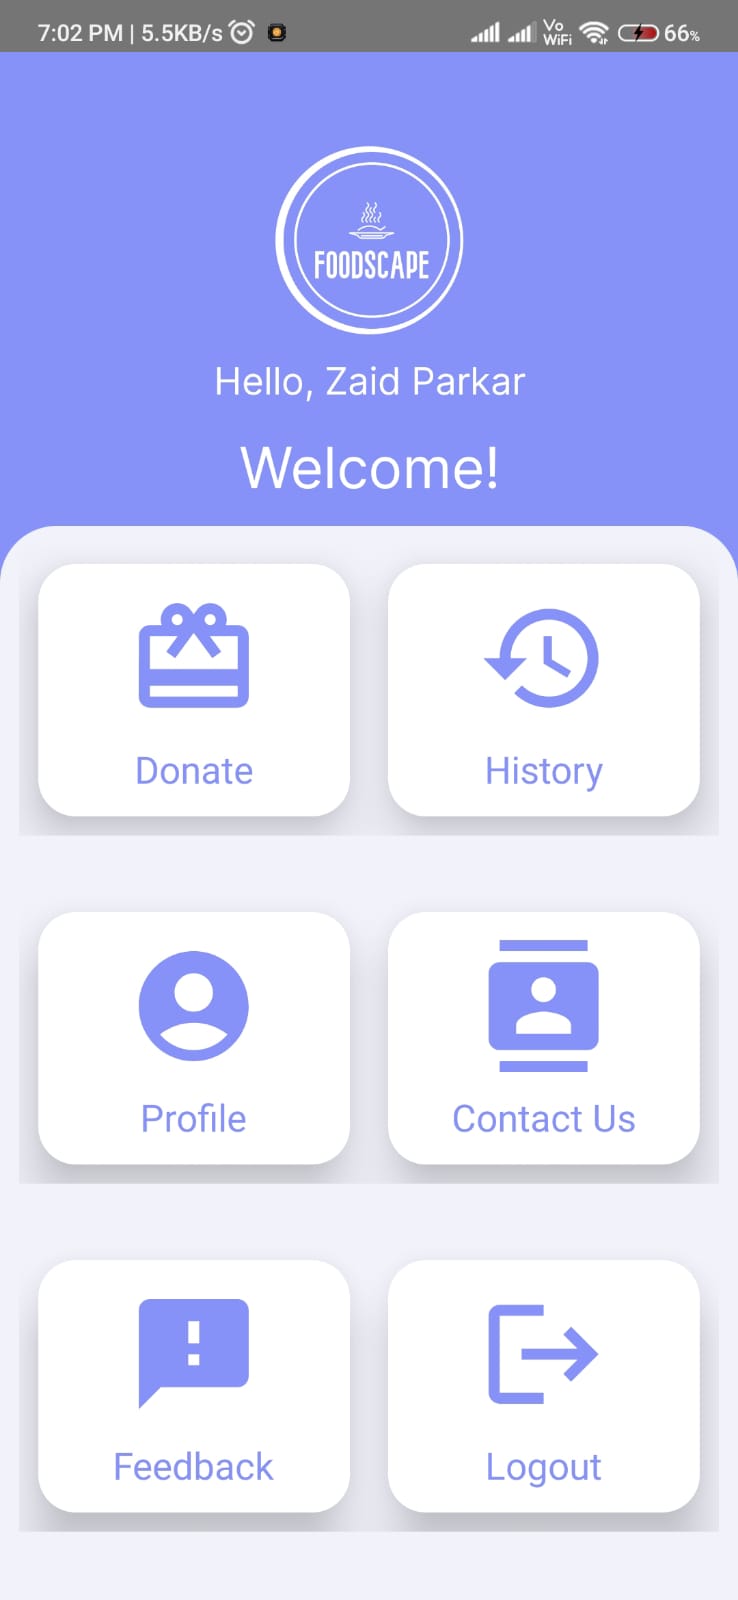 7:02 PM | 5.5KB/s Vo WiFi 66%
FOODSCAPE
Hello, Zaid Parkar
Welcome!
Donate History
Profile Contact Us
Feedback Logout